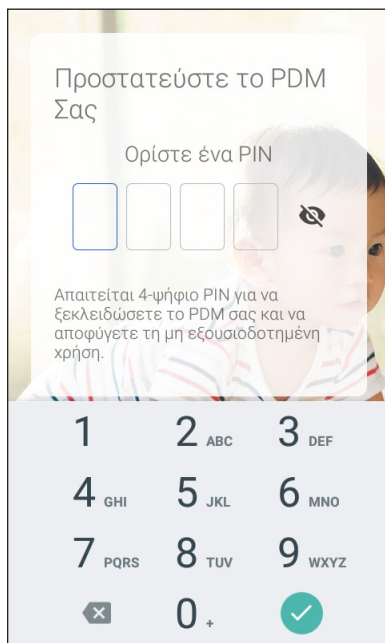 Προστατεύστε το PDM
Σας
Ορίστε ένα PIN
Απαιτείται 4-ψήφιο PIN για να
ξεκλειδώσετε το PDM σας και να
αποφύγετε τη μη εξουσιοδοτημένη
χρήση.
1 2 ABC 3 DEF
4 GHI 5 JKL 6 MNO
7 PQRS 8 TUV 9 WXYZ
0 +